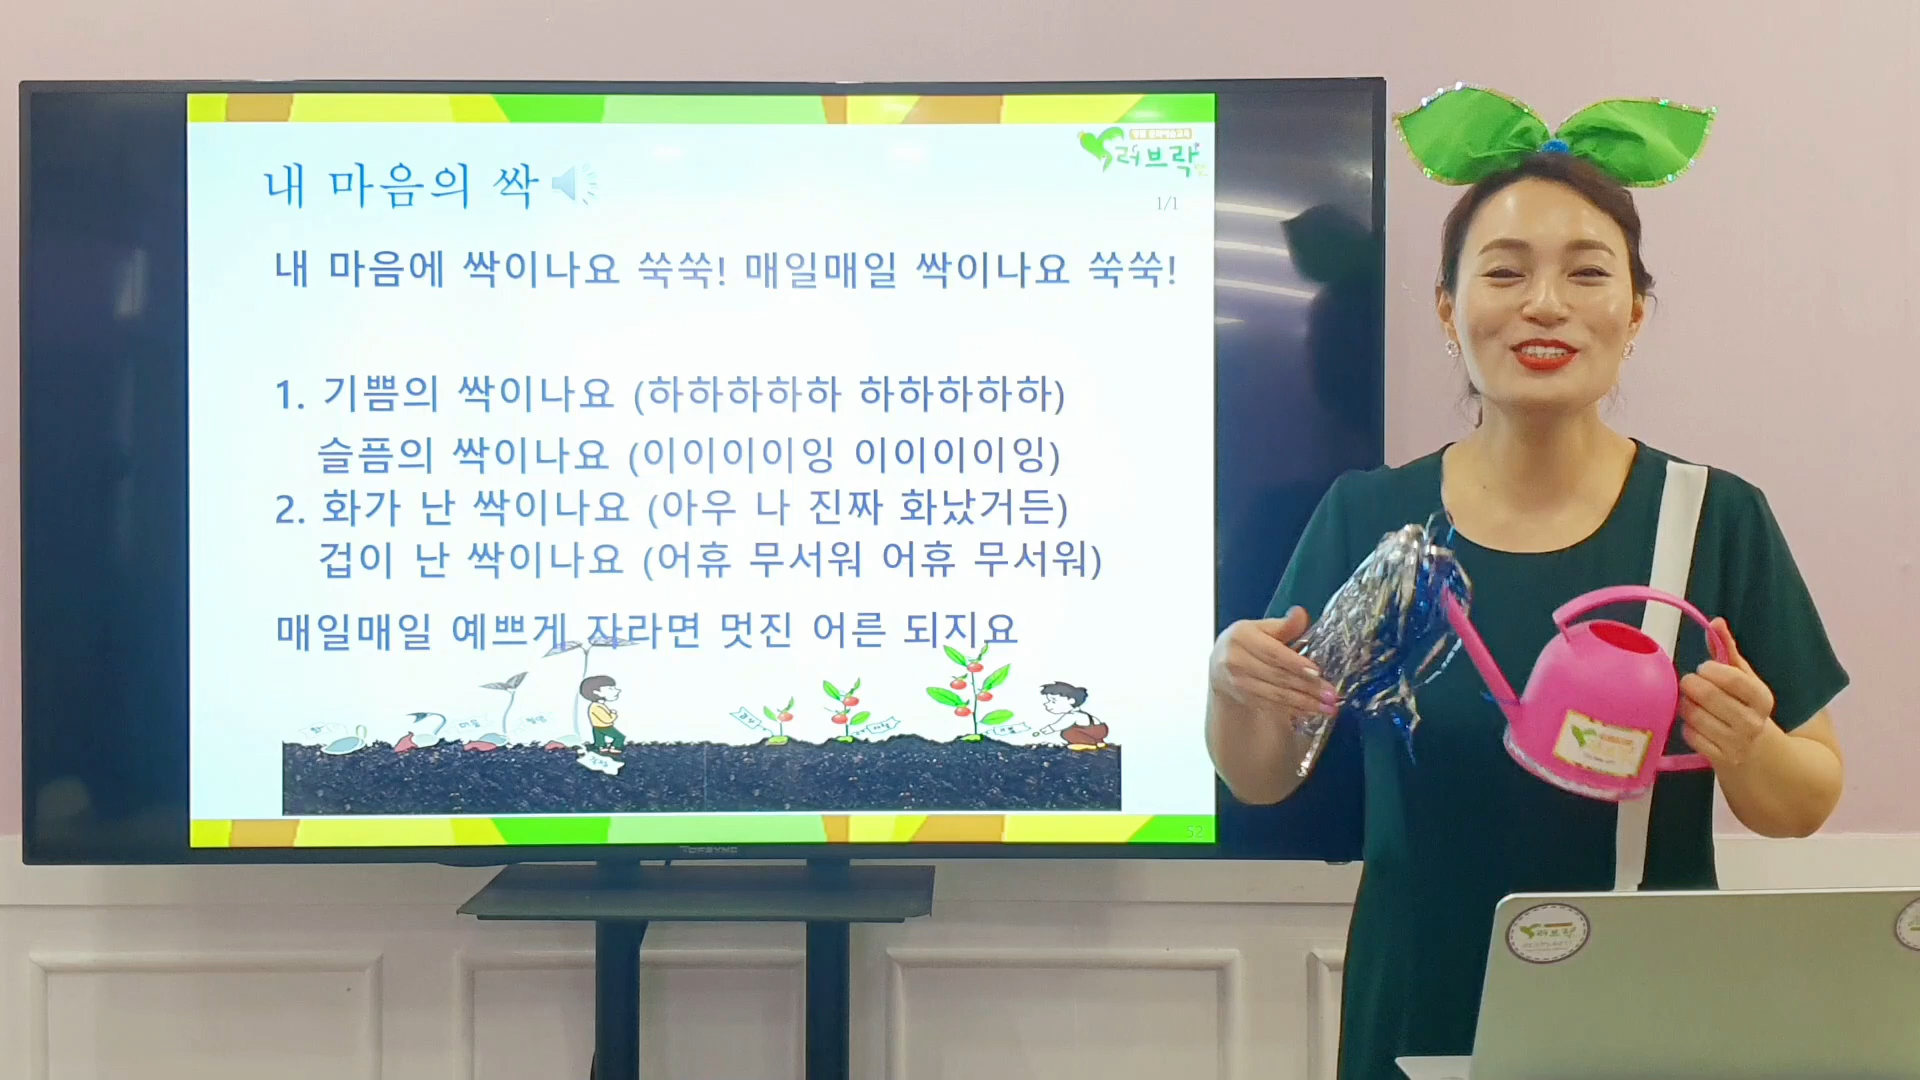 러브락
1/1
내 마음의 싹
내 마음에 싹이나요 쑥쑥! 매일매일 싹이나요 쑥쑥!
1. 기쁨의 싹이나요 (하하하하하 하하하하하)
슬픔의 싹이나요 (이이이이잉 이이이이잉)
2. 화가 난 싹이나요 (아우 나 진짜 화났거든)
겁이 난 싹이나요 (어휴 무서워 어휴 무서워)
매일매일 예쁘게 자라면 멋진 어른 되지요
52
러브락